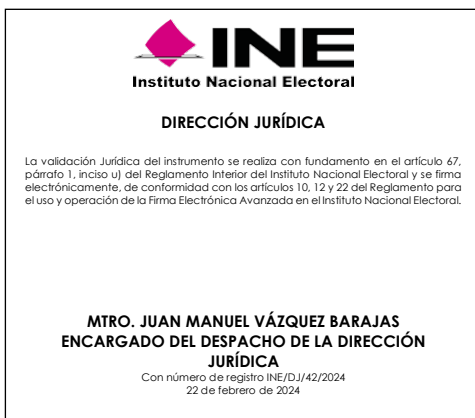 INE
Instituto Nacional Electoral
DIRECCIÓN JURÍDICA
La validación Jurídica del instrumento se realiza con fundamento en el artículo 67,
párrafo 1, inciso u) del Reglamento Interior del Instituto Nacional Electoral y se firma
electrónicamente, de conformidad con los artículos 10, 12 y 22 del Reglamento para
el uso y operación de la Firma Electrónica Avanzada en el Instituto Nacional Electoral.
MTRO. JUAN MANUEL VÁZQUEZ BARAJAS
ENCARGADO DEL DESPACHO DE LA DIRECCIÓN
JURÍDICA
Con número de registro INE/DJ/42/2024
22 de febrero de 2024